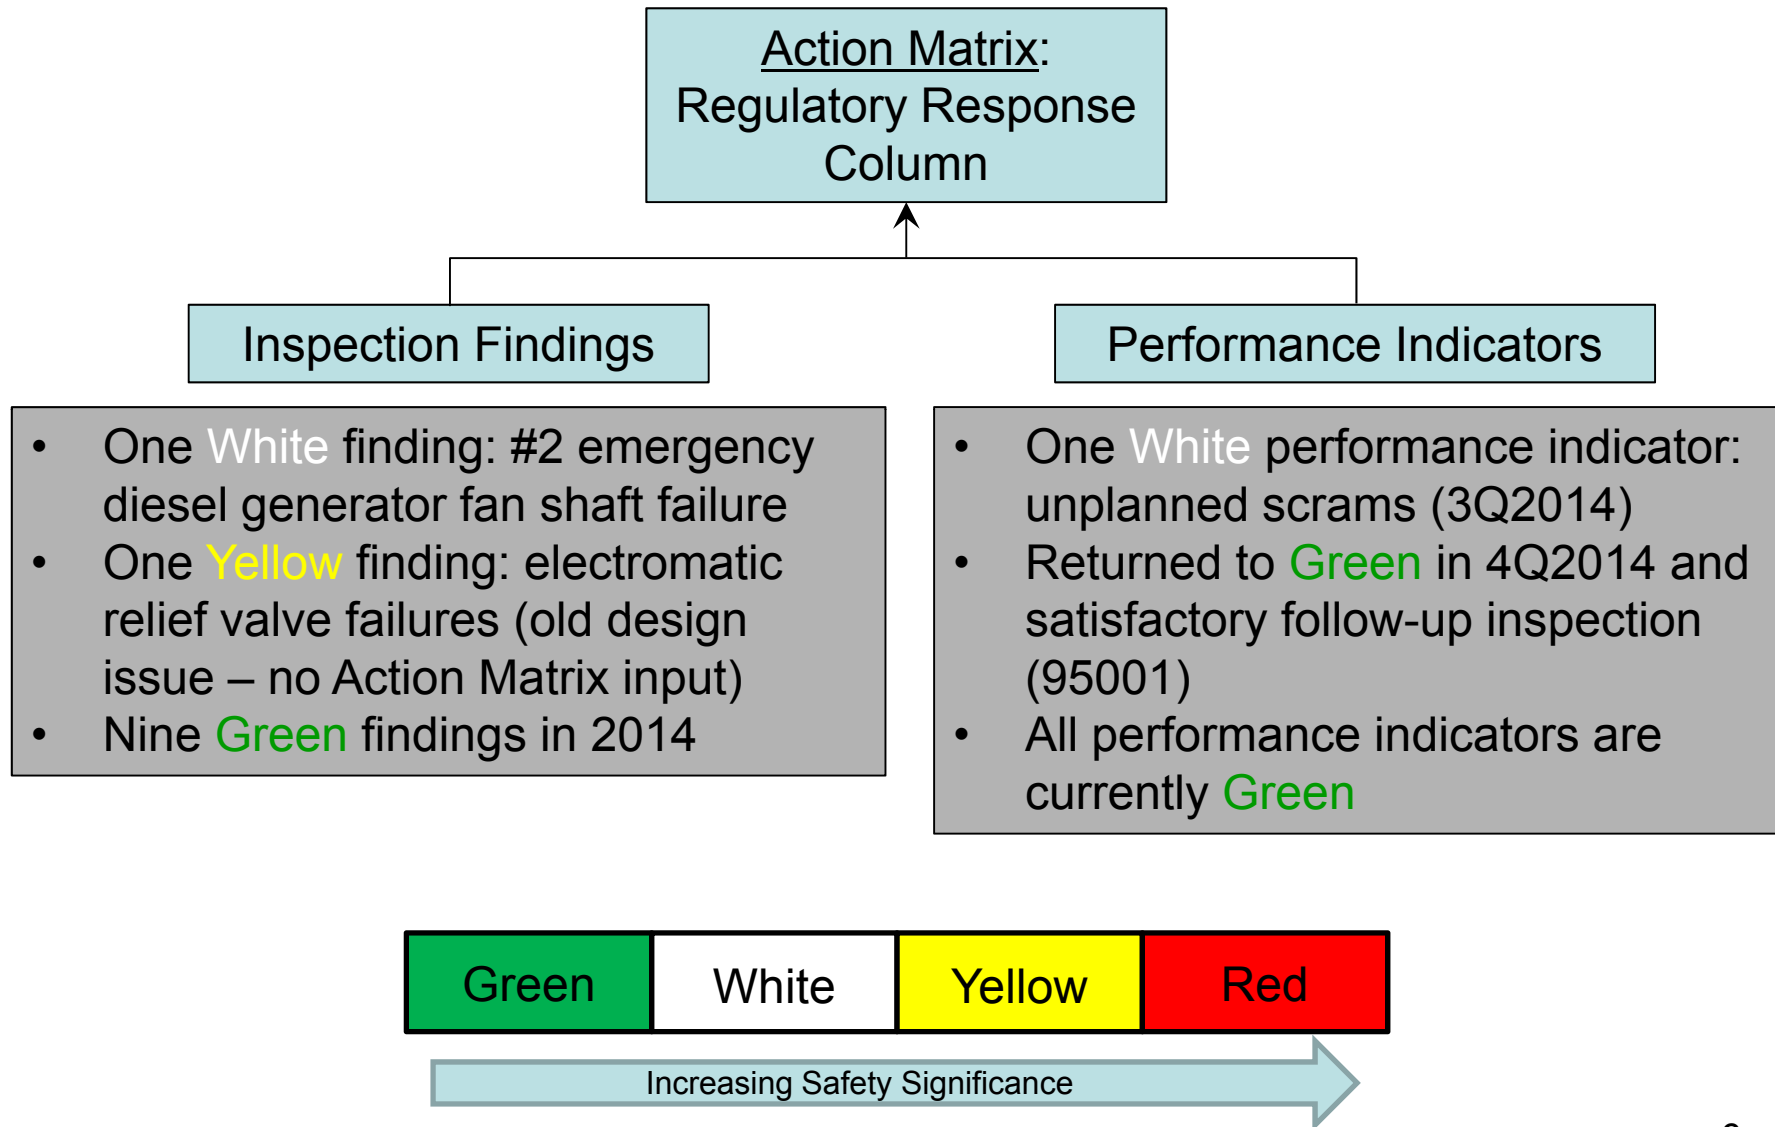 Action Matrix:
Regulatory Response
Column
Inspection Findings
Performance Indicators
• One White finding: #2 emergency
diesel generator fan shaft failure
• One Yellow finding: electromatic
relief valve failures (old design
issue – no Action Matrix input)
• Nine Green findings in 2014
• One White performance indicator:
unplanned scrams (3Q2014)
• Returned to Green in 4Q2014 and
satisfactory follow-up inspection
(95001)
• All performance indicators are
currently Green
Green White Yellow Red
Increasing Safety Significance